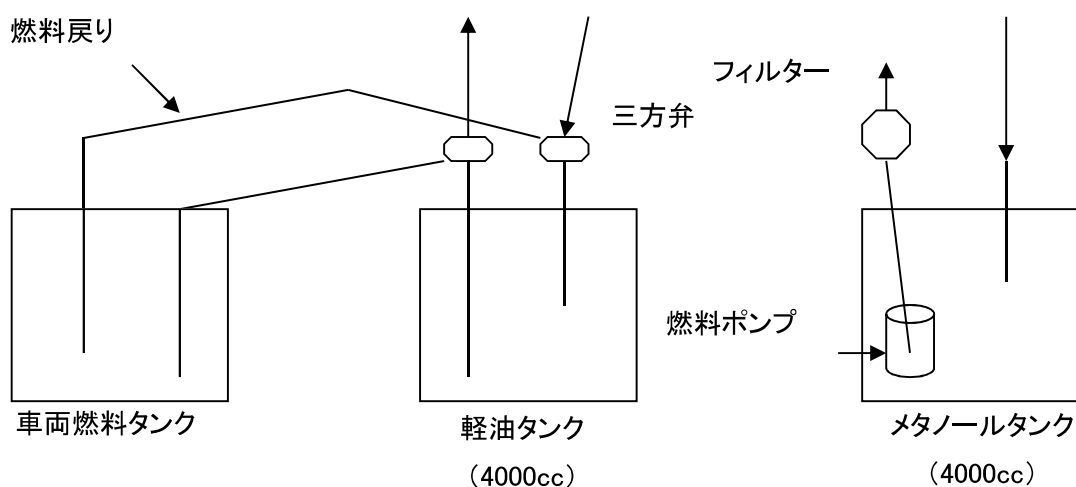 燃料戻り
フィルター
三方弁
燃料ポンプ
車両燃料タンク
軽油タンク
（4000cc）
メタノールタンク
（4000cc）